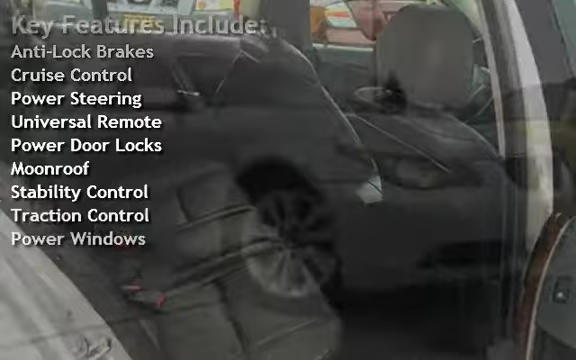 Key Features Include:
Anti-Lock Brakes
Cruise Control
Power Steering
Universal Remote
Power Door Locks
Moonroof
Stability Control
Traction Control
Power Windows